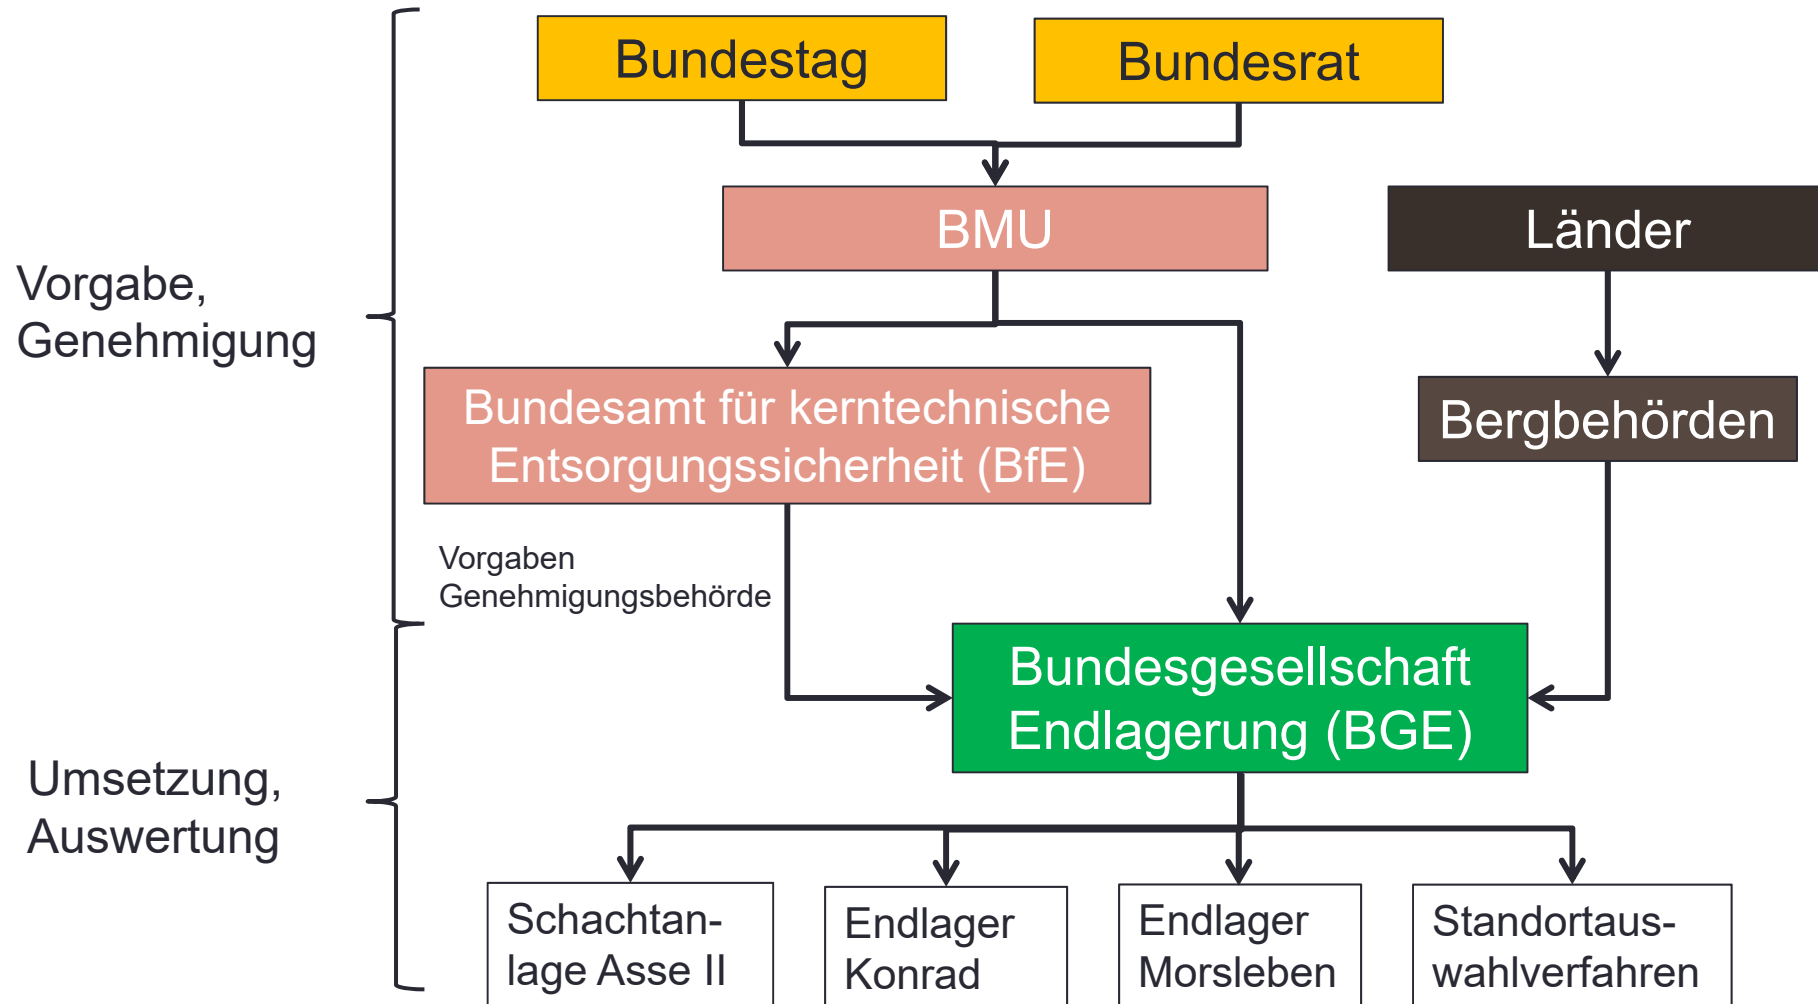 Bundestag
Bundesrat
BMU
Länder
Vorgabe,
Genehmigung
Bundesamt für kerntechnische
Entsorgungssicherheit (BfE)
Bergbehörden
Vorgaben
Genehmigungsbehörde
Bundesgesellschaft
Endlagerung (BGE)
Umsetzung,
Auswertung
Schachtan-
lage Asse II
Endlager
Konrad
Endlager
Morsleben
Standortaus-
wahlverfahren